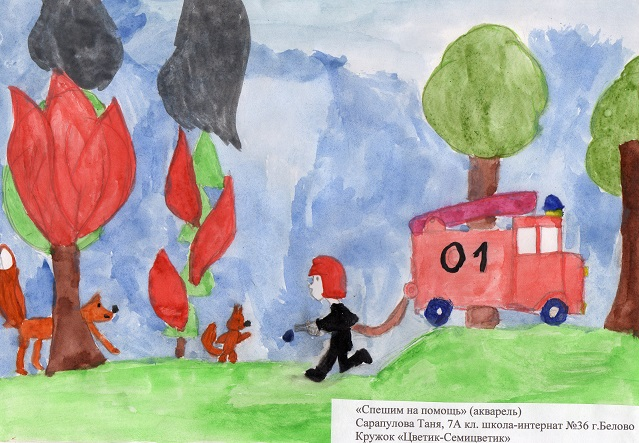 01
«Спешим на помощь» (акварель)
Сарапулова Таня, 7А кл. школа-интернат №36 г.Белово
Кружок «Цветик-Семицветик»